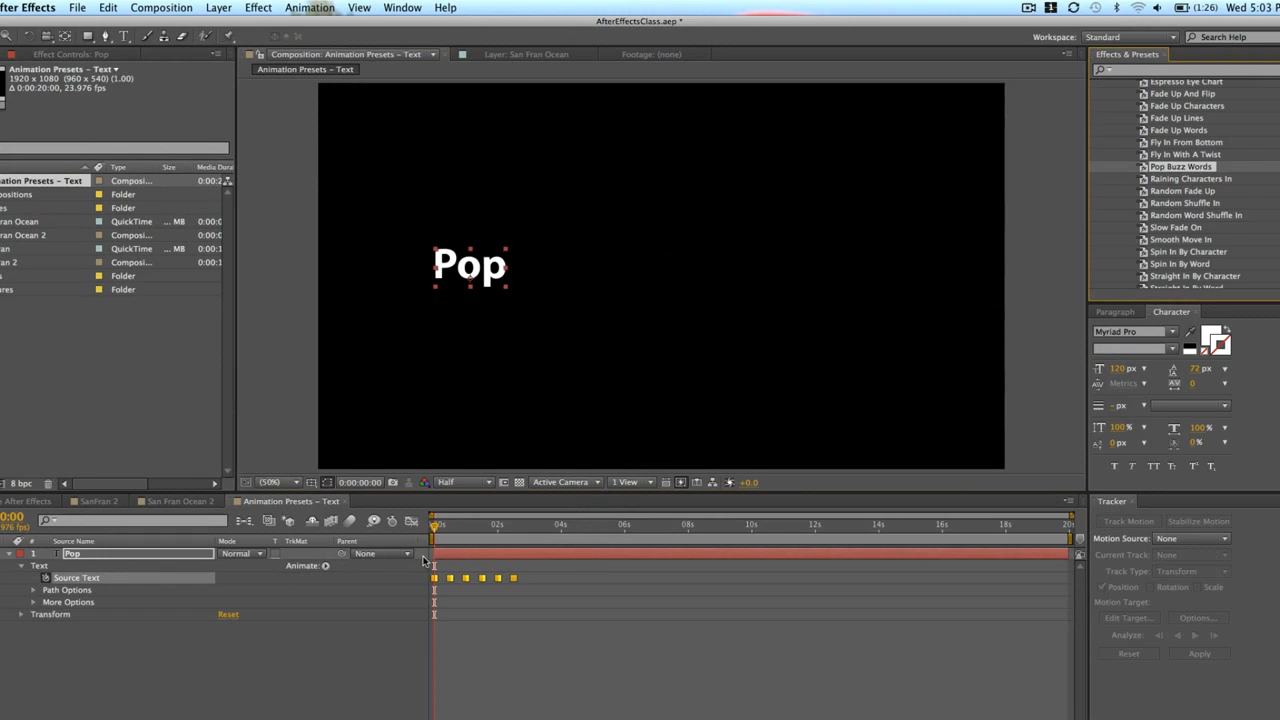 After Effects File Edit Composition Layer Effect Animation View Window Help (1:26) Wed 5:03 P
AfterEffectsClass.aep *
Workspace: Standard Search Help
Effect Controls: Pop
Composition: Animation Presets – Text Layer: San Fran Ocean Footage: (none)
Effects & Presets
Animation Presets – Text
Animation Presets – Text
1920 x 1080 (960 x 540) (1.00)
Δ 0:00:20:00, 23.976 fps
Type Size Media Dura
ation Presets – Text Composi... 0:00:2
ositions Folder
es Folder
ran Ocean QuickTime ... MB 0:00:0
ran Ocean 2 Composi... 0:00:0
an QuickTime ... MB 0:00:1
an 2 Composi... 0:00:1
s Folder
ures Folder
Pop
Espresso Eye Chart
Fade Up And Flip
Fade Up Characters
Fade Up Lines
Fade Up Words
Fly In From Bottom
Fly In With A Twist
Pop Buzz Words
Raining Characters In
Random Fade Up
Random Shuffle In
Random Word Shuffle In
Slow Fade On
Smooth Move In
Spin In By Character
Spin In By Word
Straight In By Character
Straight In By Word
Paragraph Character
Myriad Pro
120 px 72 px
Metrics 0
– px
100 % 100 %
0 px 0 %
T T TT Tт T¹ T₁
8 bpc
(50%) 0:00:00:00 Half Active Camera 1 View +0.0
e After Effects SanFran 2 San Fran Ocean 2 Animation Presets – Text
0:00
976 fps)
:00s 02s 04s 06s 08s 10s 12s 14s 16s 18s 20s
# Source Name Mode T TrkMat Parent
1 T Pop Normal None
Text Animate:
Source Text
Path Options
More Options
Transform Reset
Tracker
Track Motion Stabilize Motion
Motion Source: None
Current Track: None
Track Type: Transform
Position Rotation Scale
Motion Target:
Edit Target... Options...
Analyze:
Reset Apply